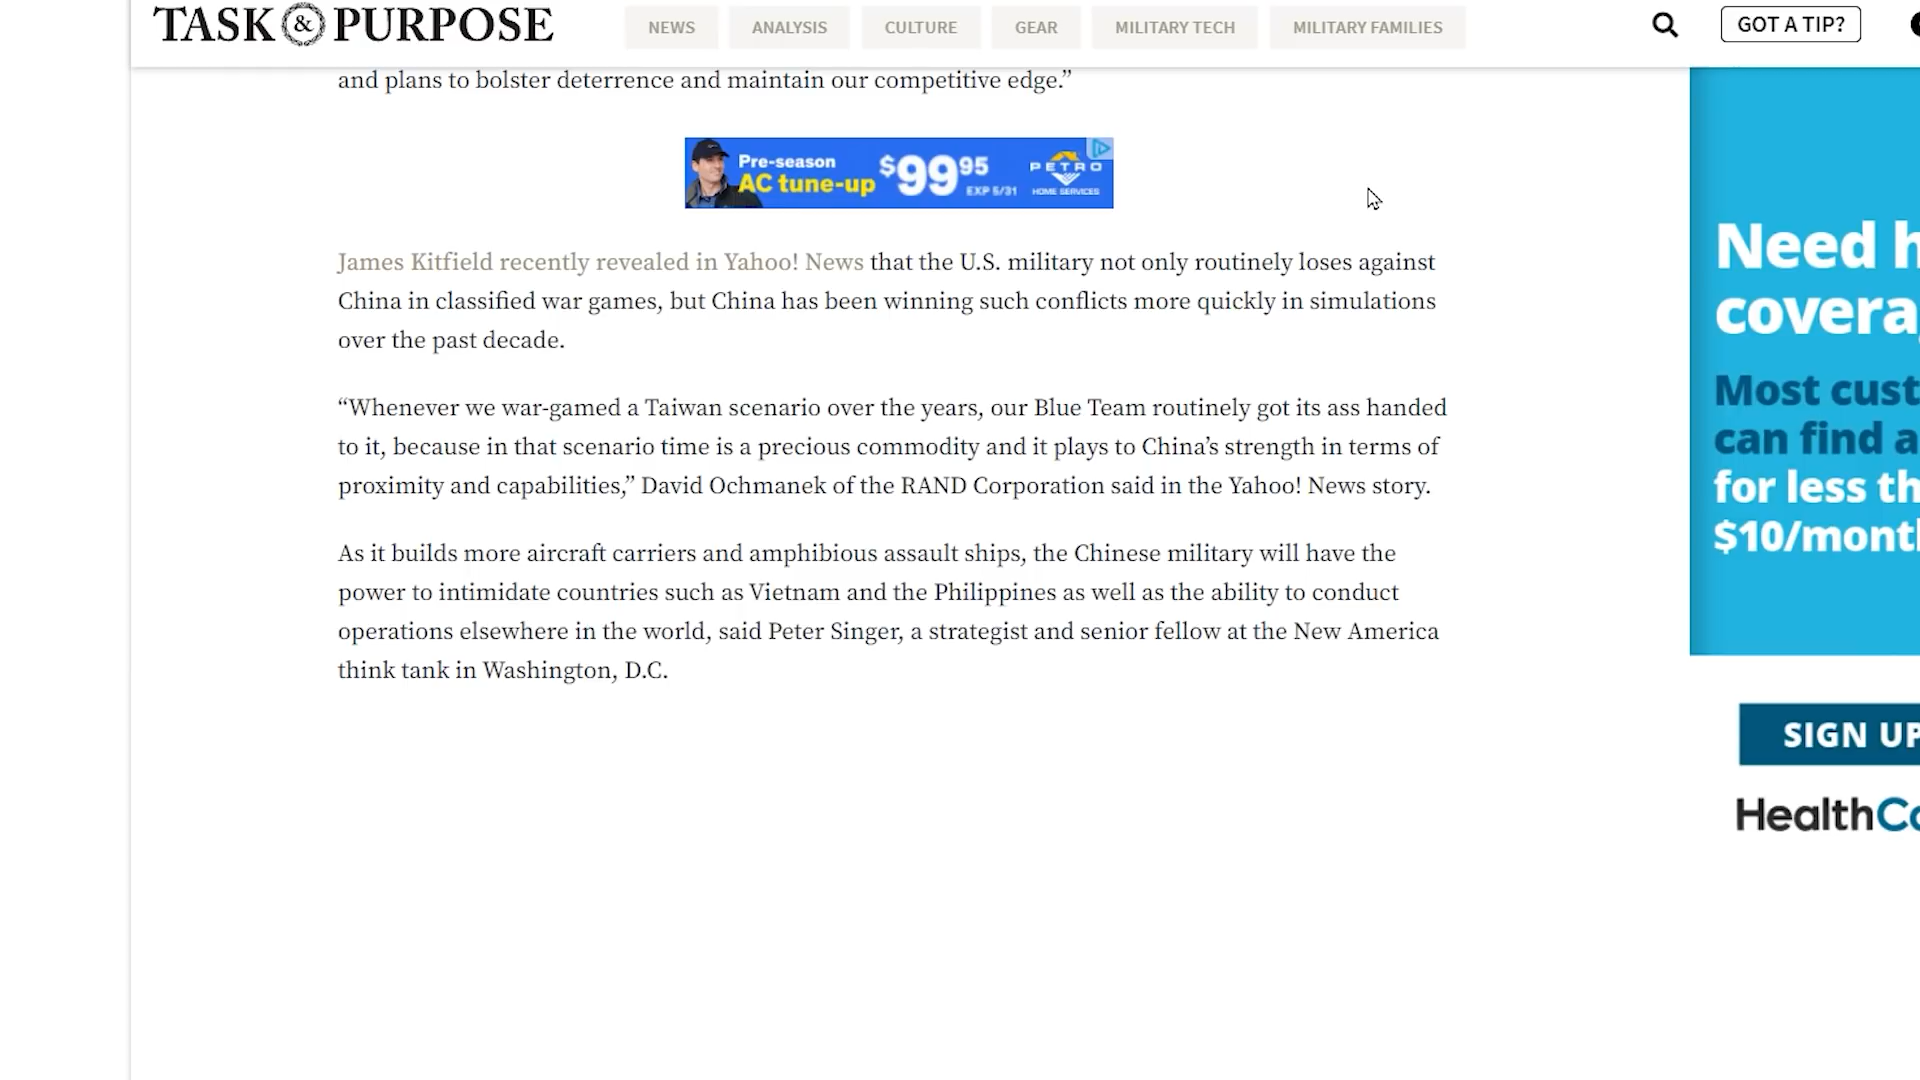 TASK & PURPOSE
NEWS
ANALYSIS
CULTURE
GEAR
MILITARY TECH
MILITARY FAMILIES
GOT A TIP?
and plans to bolster deterrence and maintain our competitive edge.”
Pre-season
AC tune-up
$9995
EXP 5/31
PETRO
HOME SERVICES
James Kitfield recently revealed in Yahoo! News that the U.S. military not only routinely loses against
China in classified war games, but China has been winning such conflicts more quickly in simulations
over the past decade.
“Whenever we war-gamed a Taiwan scenario over the years, our Blue Team routinely got its ass handed
to it, because in that scenario time is a precious commodity and it plays to China’s strength in terms of
proximity and capabilities,” David Ochmanek of the RAND Corporation said in the Yahoo! News story.
As it builds more aircraft carriers and amphibious assault ships, the Chinese military will have the
power to intimidate countries such as Vietnam and the Philippines as well as the ability to conduct
operations elsewhere in the world, said Peter Singer, a strategist and senior fellow at the New America
think tank in Washington, D.C.
Need h
covera
Most cust
can find a
for less th
$10/month
SIGN UP
HealthCa